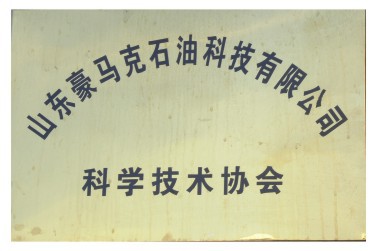 山东豪马克石油科技有限公司
科学技术协会